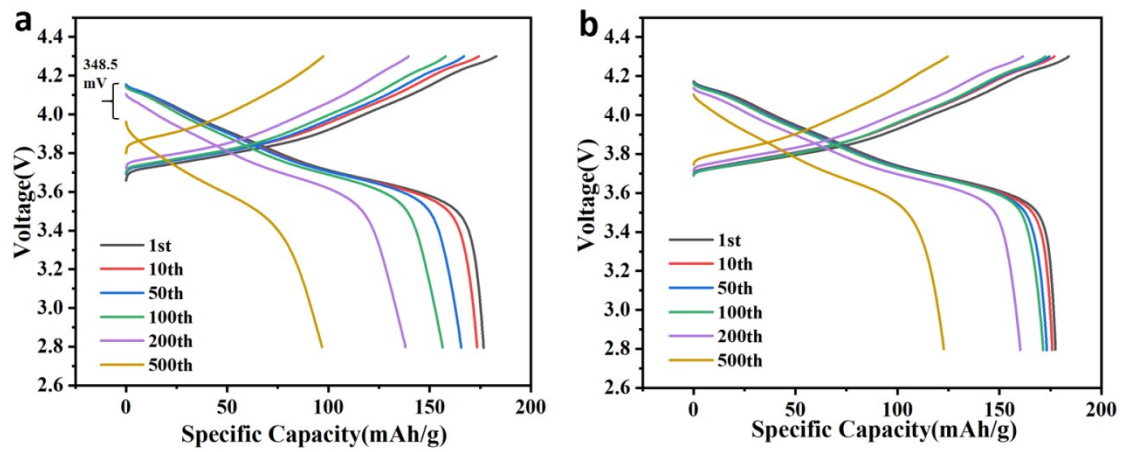 a
348.5
mV
4.4
4.2
4.0
3.8
3.6
3.4
3.2
3.0
2.8
2.6
Voltage(V)
1st
10th
50th
100th
200th
500th
0
50
100
150
200
Specific Capacity(mAh/g)
b
4.4
4.2
4.0
3.8
3.6
3.4
3.2
3.0
2.8
2.6
Voltage(V)
1st
10th
50th
100th
200th
500th
0
50
100
150
200
Specific Capacity(mAh/g)